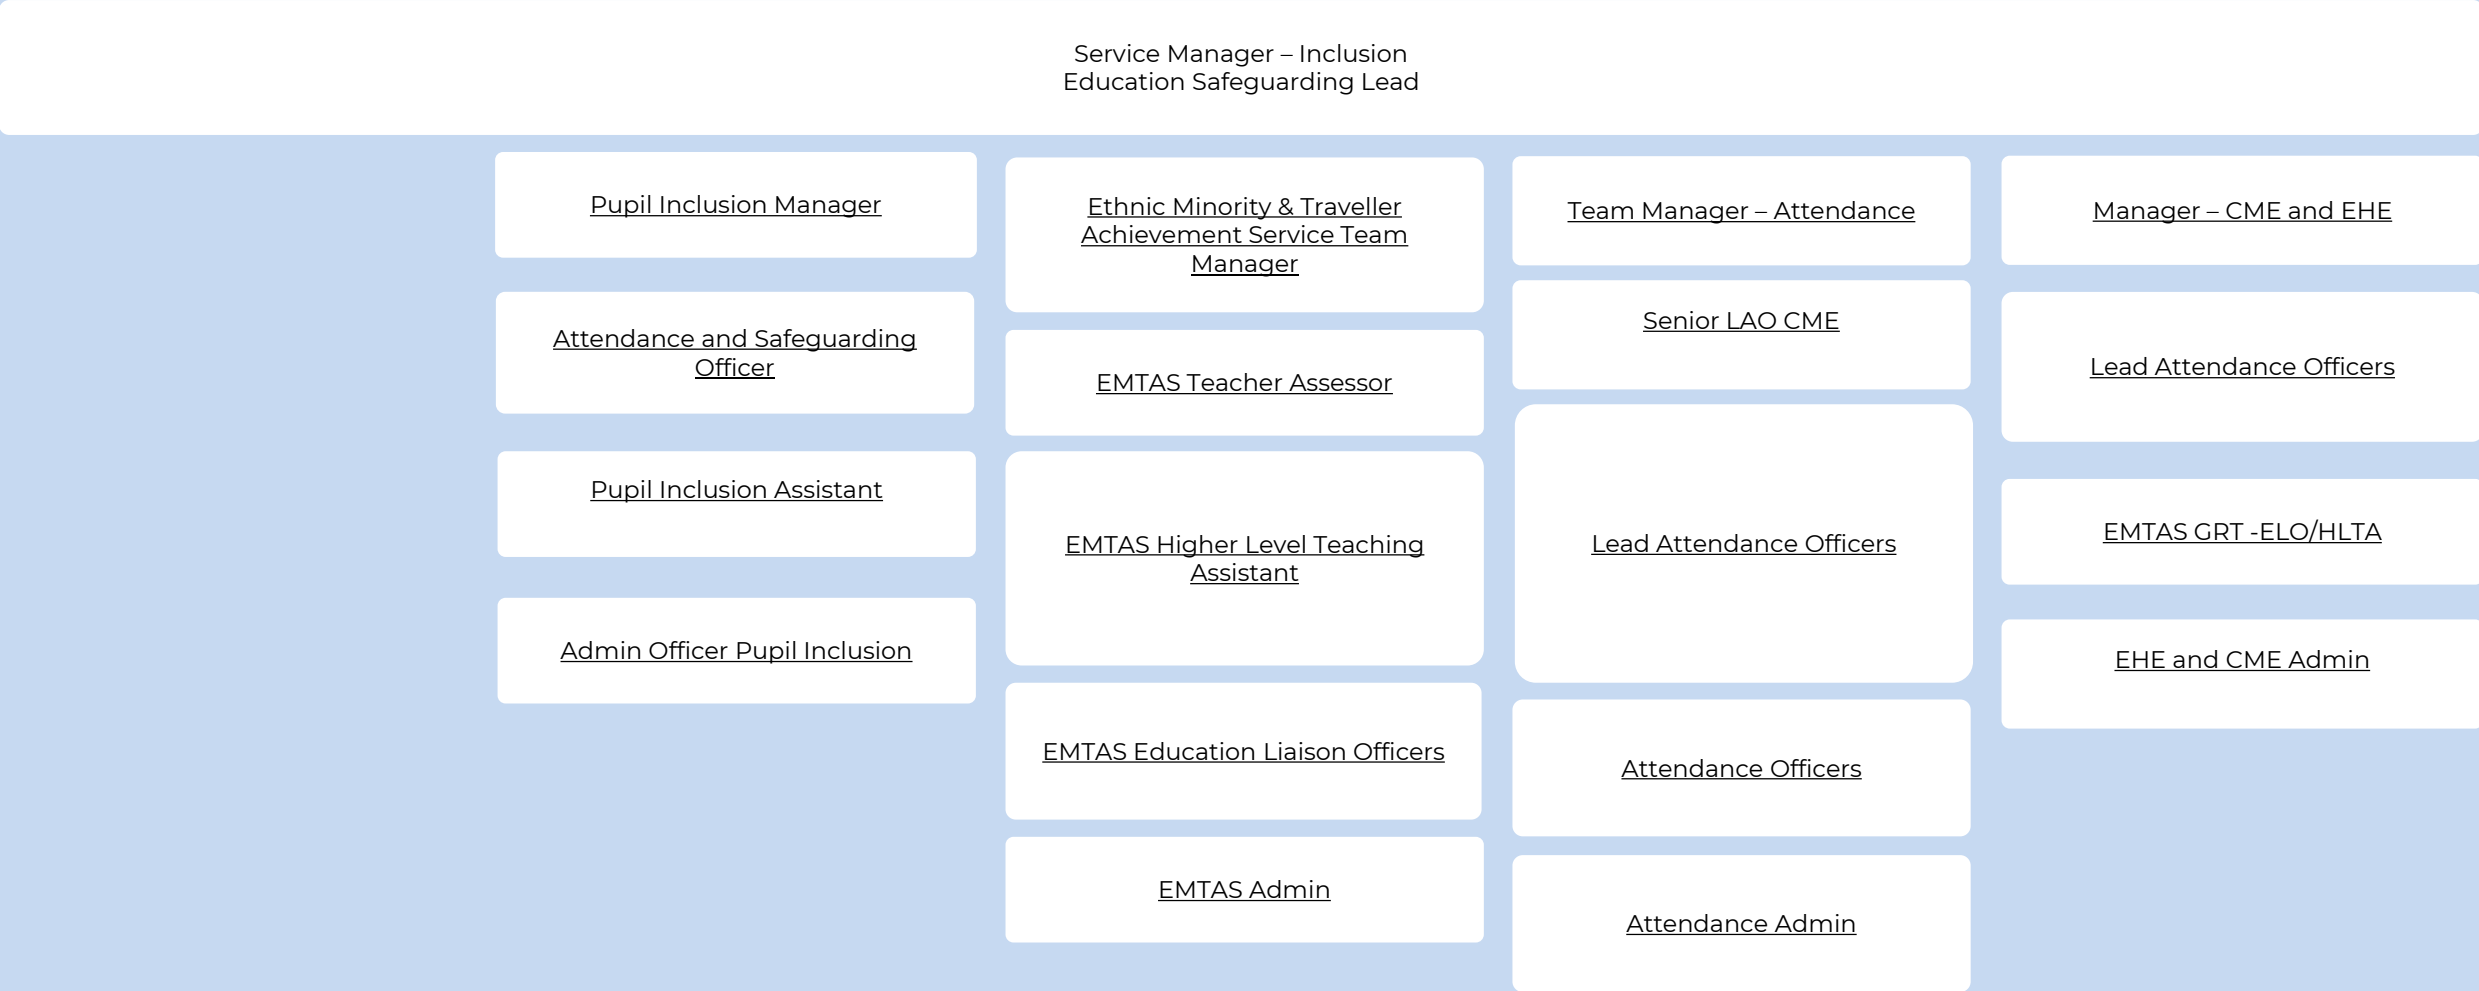 Service Manager – Inclusion
Education Safeguarding Lead
Pupil Inclusion Manager
Attendance and Safeguarding
Officer
Pupil Inclusion Assistant
Admin Officer Pupil Inclusion
Ethnic Minority & Traveller
Achievement Service Team
Manager
EMTAS Teacher Assessor
EMTAS Higher Level Teaching
Assistant
EMTAS Education Liaison Officers
EMTAS Admin
Team Manager – Attendance
Senior LAO CME
Lead Attendance Officers
Attendance Officers
Attendance Admin
Manager – CME and EHE
Lead Attendance Officers
EMTAS GRT -ELO/HLTA
EHE and CME Admin